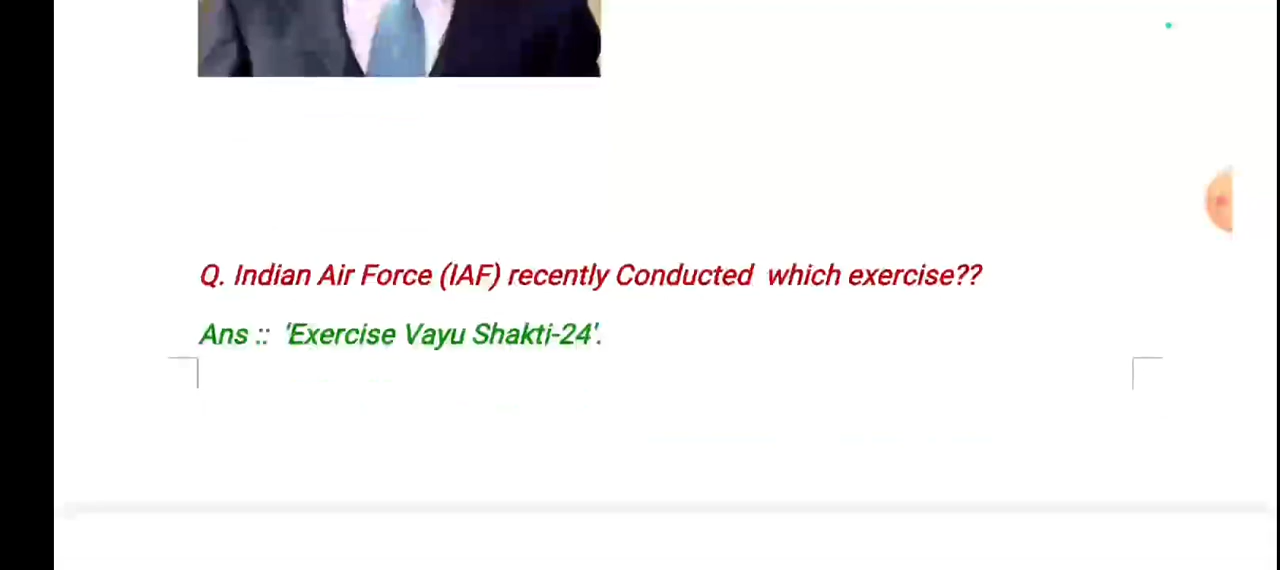 Q. Indian Air Force (IAF) recently Conducted which exercise??
Ans :: 'Exercise Vayu Shakti-24'.